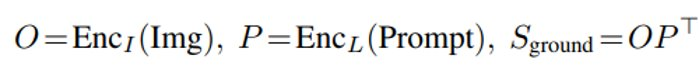 O=Enc_I(Img), P=Enc_L(Prompt), S_ground=OP^⊤